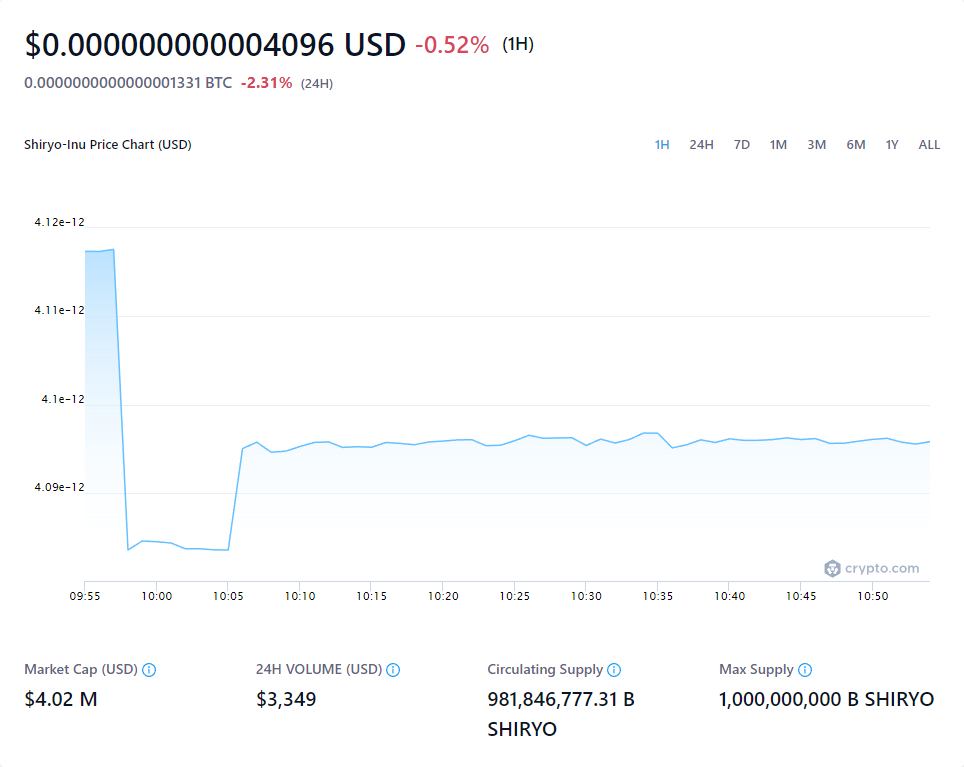 $0.000000000004096 USD -0.52% (1H)
0.0000000000000001331 BTC -2.31% (24H)
Shiryo-Inu Price Chart (USD) 1H 24H 7D 1M 3M 6M 1Y ALL
4.12e-12
4.11e-12
4.1e-12
4.09e-12
crypto.com
09:55 10:00 10:05 10:10 10:15 10:20 10:25 10:30 10:35 10:40 10:45 10:50
Market Cap (USD) 24H VOLUME (USD) Circulating Supply Max Supply
$4.02 M $3,349 981,846,777.31 B 1,000,000,000 B SHIRYO
SHIRYO